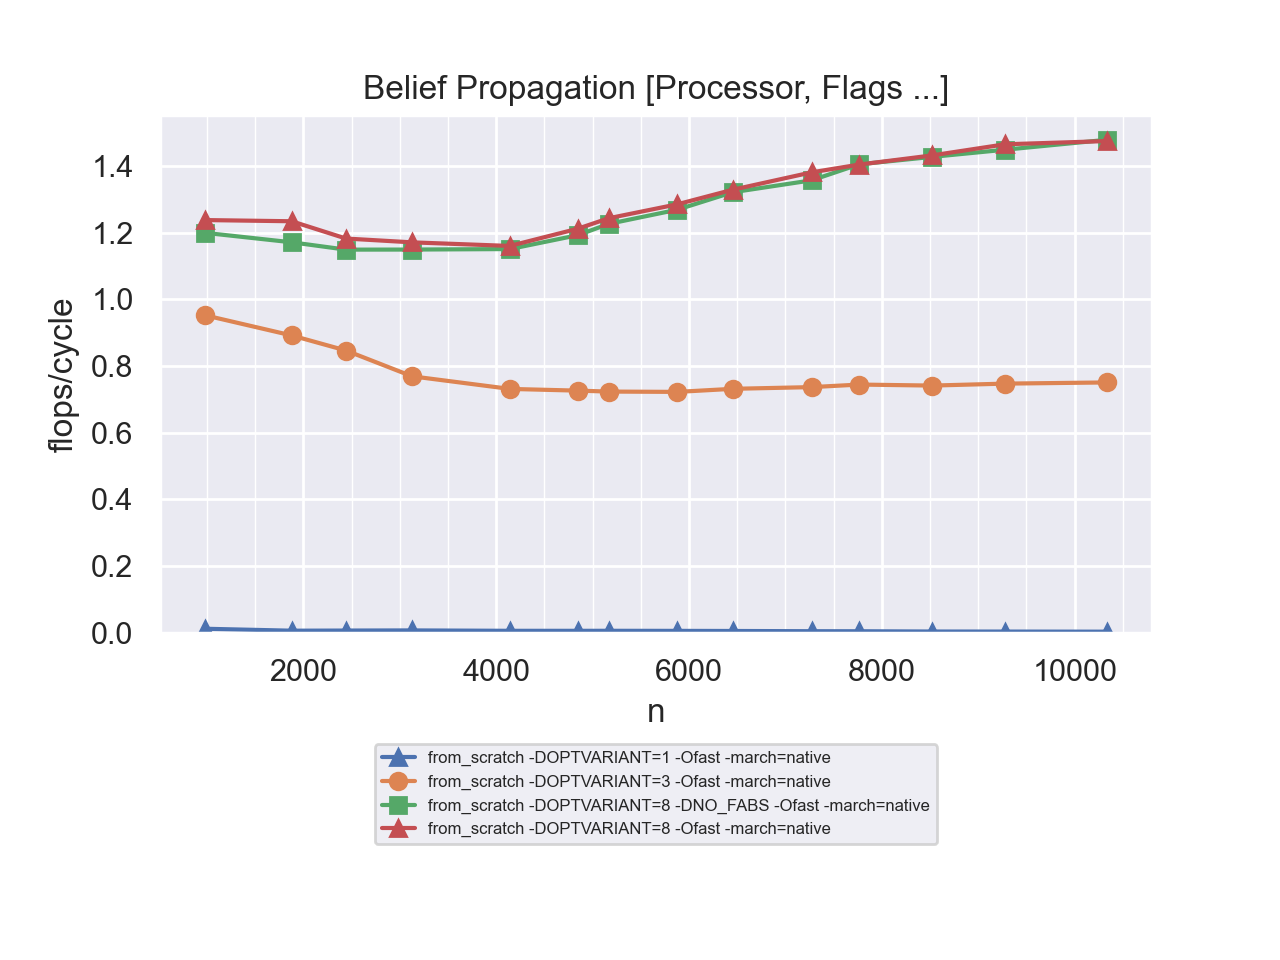 Belief Propagation [Processor, Flags ...]
1.4
1.2
1.0
0.8
0.6
0.4
0.2
0.0
flops/cycle
2000 4000 6000 8000 10000
n
from_scratch -DOPTVARIANT=1 -Ofast -march=native
from_scratch -DOPTVARIANT=3 -Ofast -march=native
from_scratch -DOPTVARIANT=8 -DNO_FABS -Ofast -march=native
from_scratch -DOPTVARIANT=8 -Ofast -march=native